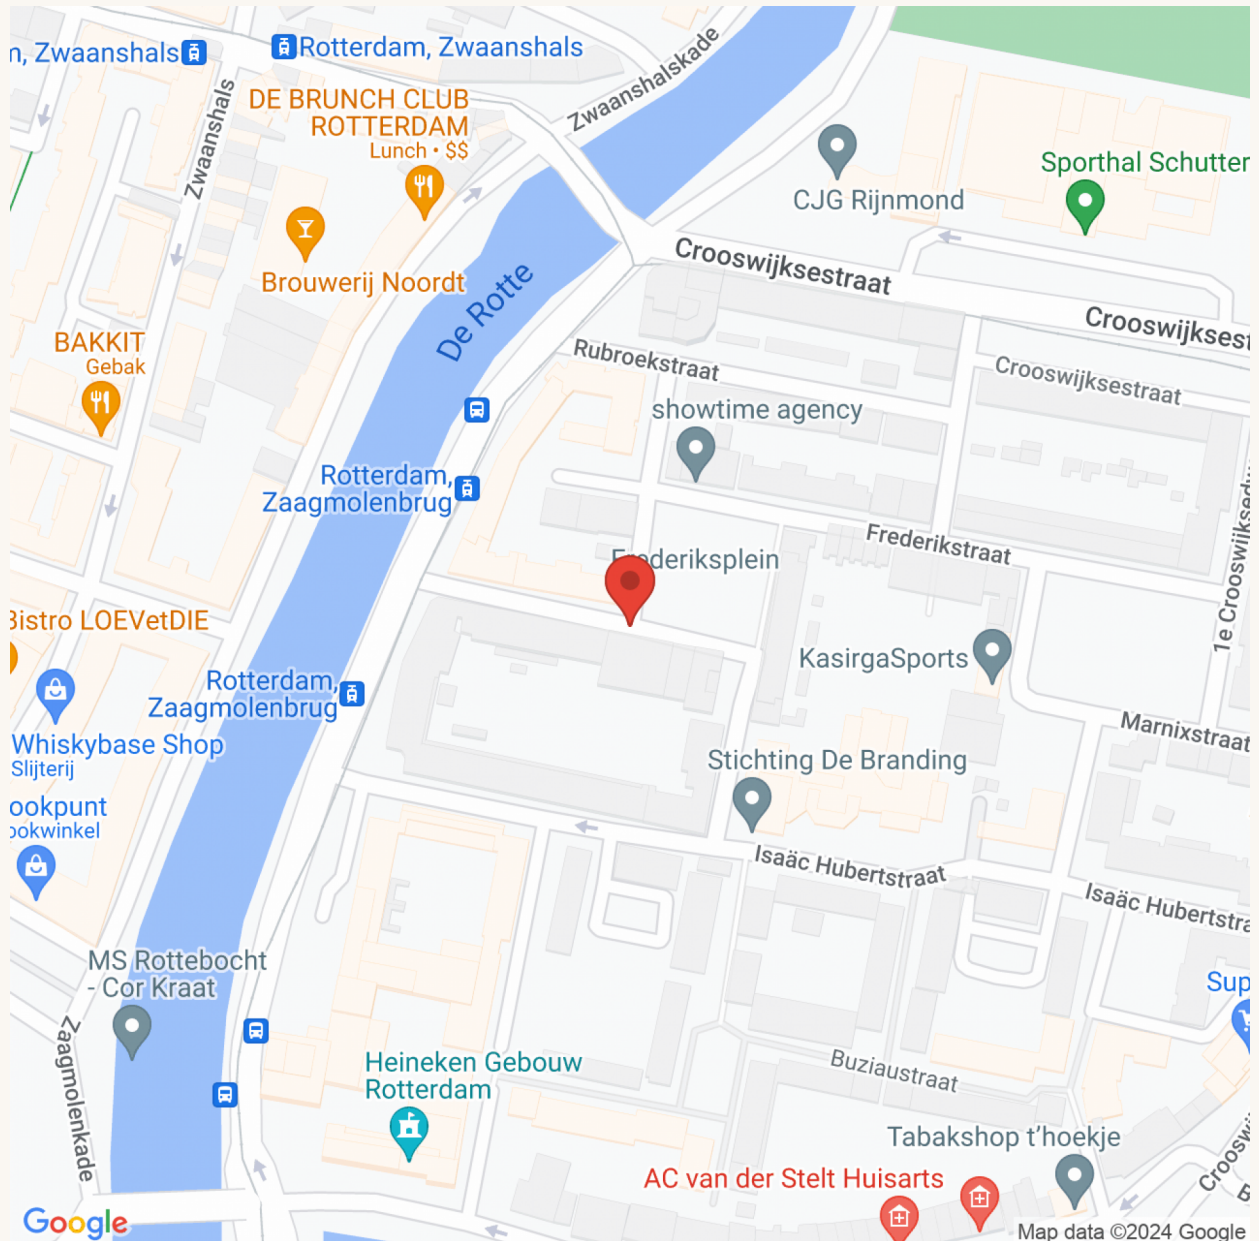 n, Zwaanshals
Rotterdam, Zwaanshals
Zwaanshalskade
Zwaanshals
DE BRUNCH CLUB
ROTTERDAM
Lunch • $$
CJG Rijnmond
Sporthal Schutter
Brouwerij Noordt
De Rotte
Crooswijksestraat
Crooswijksest
BAKKIT
Gebak
Rubroekstraat
Crooswijksestraat
showtime agency
Rotterdam,
Zaagmolenbrug
Frederikstraat
Frederiksplein
1e Crooswijksedw
Bistro LOEVetDIE
KasirgaSports
Rotterdam,
Zaagmolenbrug
Whiskybase Shop
Slijterij
Marnixstraat
Stichting De Branding
ookpunt
ookwinkel
Isaäc Hubertstraat
Isaäc Hubertstra
MS Rottebocht
- Cor Kraat
Sup
Zaagmolenkade
Heineken Gebouw
Rotterdam
Buziaustraat
Tabakshop t'hoekje
Crooswi
AC van der Stelt Huisarts
Google
Map data ©2024 Google